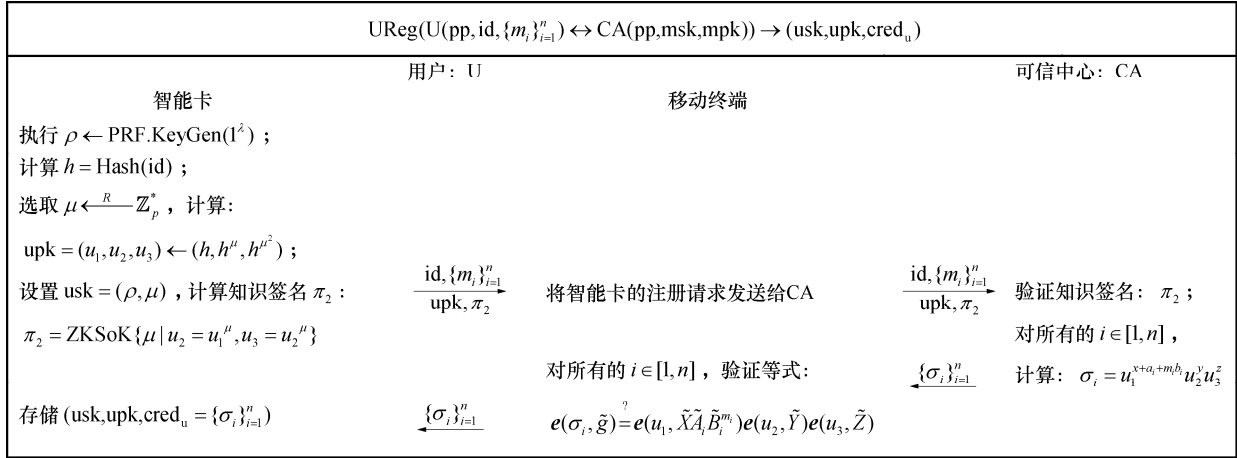 UReg(U(pp,id,{m_i}_{i=1}^n) ↔ CA(pp,msk,mpk)) → (usk,upk,cred_u)
用户：U
可信中心：CA
智能卡
移动终端
执行 ρ ← PRF.KeyGen(1^λ)；
计算 h = Hash(id)；
选取 μ ←^R ℤ_p^*，计算：
upk = (u_1,u_2,u_3) ← (h,h^μ,h^{μ^2})；
设置 usk = (ρ,μ)，计算知识签名 π_2：
π_2 = ZKSoK{μ | u_2 = u_1^μ, u_3 = u_2^μ}
id,{m_i}_{i=1}^n
upk,π_2
将智能卡的注册请求发送给CA
id,{m_i}_{i=1}^n
upk,π_2
验证知识签名：π_2；
对所有的 i∈[1,n]，
计算：σ_i = u_1^{x+a_i+m_i b_i} u_2^y u_3^z
{σ_i}_{i=1}^n
对所有的 i∈[1,n]，验证等式：
e(σ_i,g̃) =^? e(u_1,X̃Ã_iB̃_i^{m_i})e(u_2,Ỹ)e(u_3,Z̃)
{σ_i}_{i=1}^n
存储 (usk,upk,cred_u = {σ_i}_{i=1}^n)